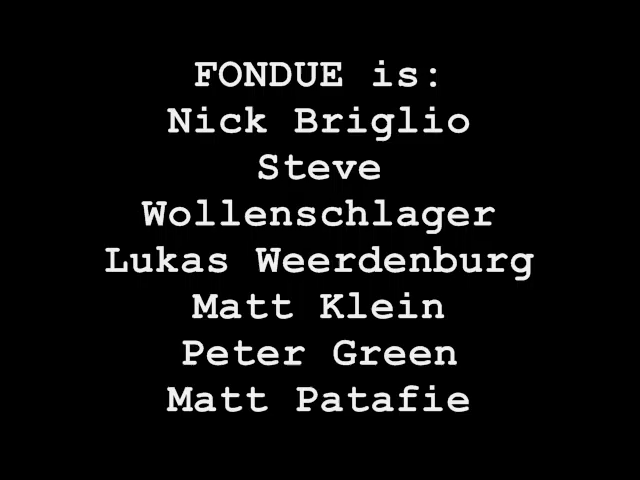 FONDUE is:
Nick Briglio
Steve
Wollenschlager
Lukas Weerdenburg
Matt Klein
Peter Green
Matt Patafie